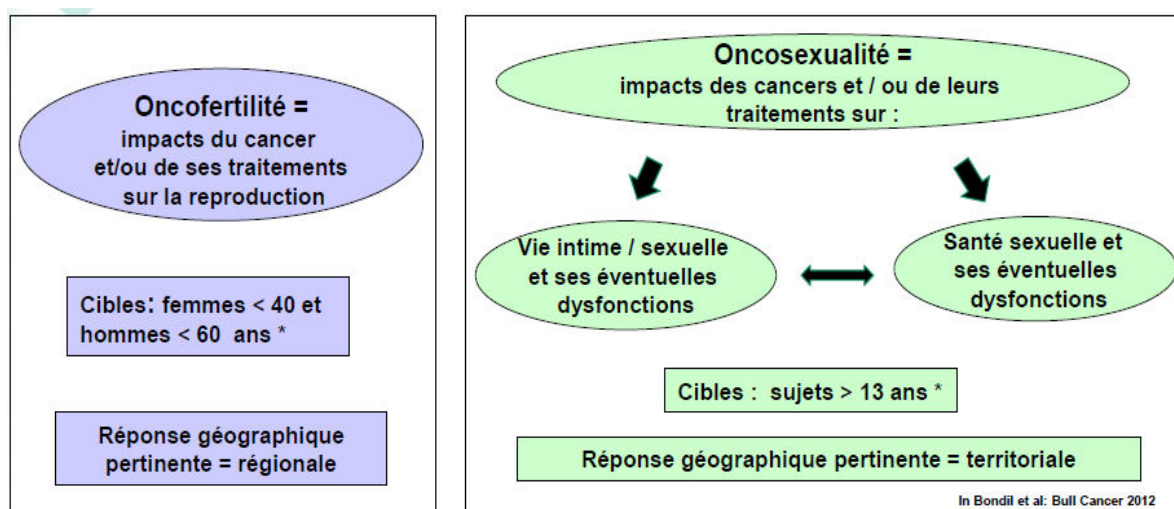 Oncofertilité =
impacts du cancer
et/ou de ses traitements
sur la reproduction
Cibles: femmes < 40 et
hommes < 60 ans *
Réponse géographique
pertinente = régionale
Oncosexualité =
impacts des cancers et / ou de leurs
traitements sur :
Vie intime / sexuelle
et ses éventuelles
dysfonctions
Santé sexuelle et
ses éventuelles
dysfonctions
Cibles : sujets > 13 ans *
Réponse géographique pertinente = territoriale
In Bondil et al: Bull Cancer 2012